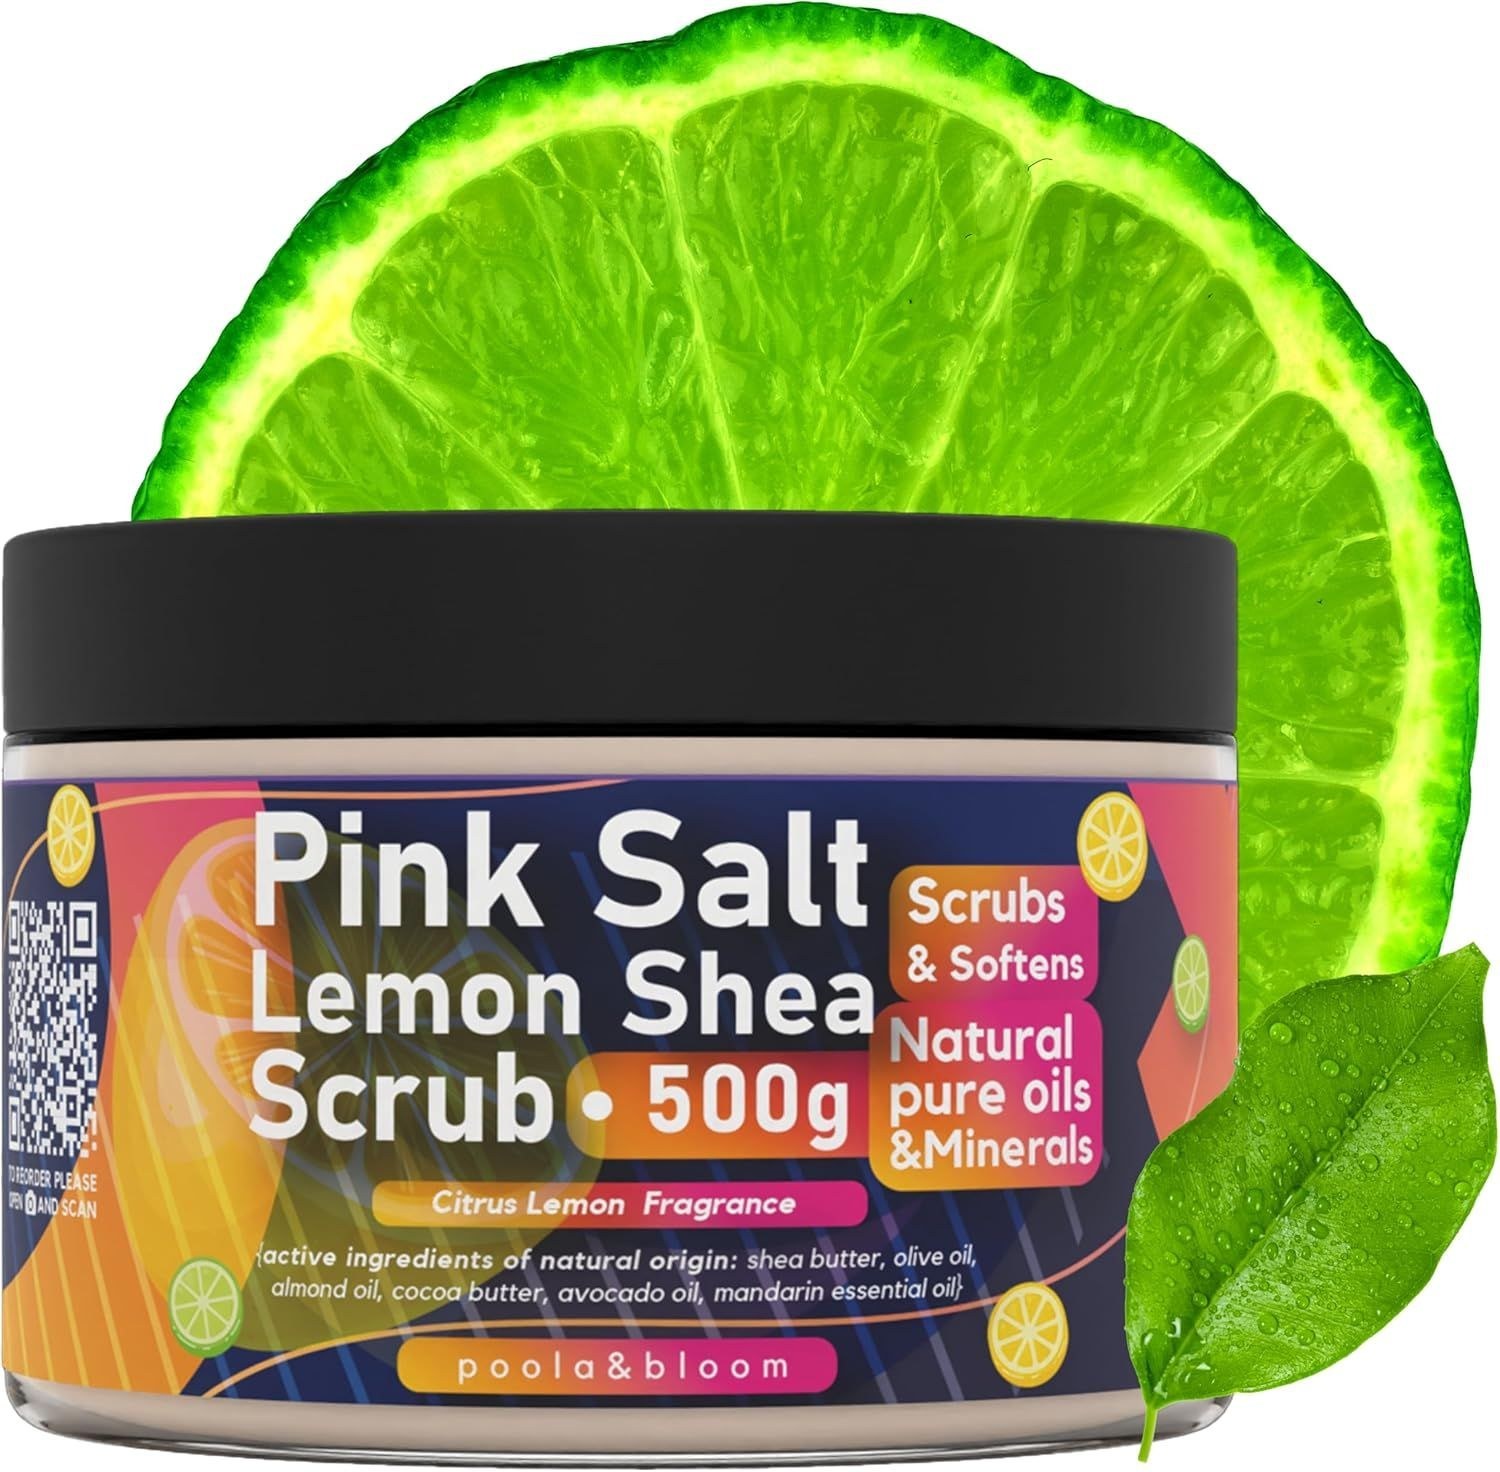 Pink Salt
Lemon Shea
Scrub • 500g
Scrubs
& Softens
Natural
pure oils
&Minerals
TO REORDER PLEASE
OPEN AND SCAN
Citrus Lemon Fragrance
{active ingredients of natural origin: shea butter, olive oil,
almond oil, cocoa butter, avocado oil, mandarin essential oil}
poola&bloom